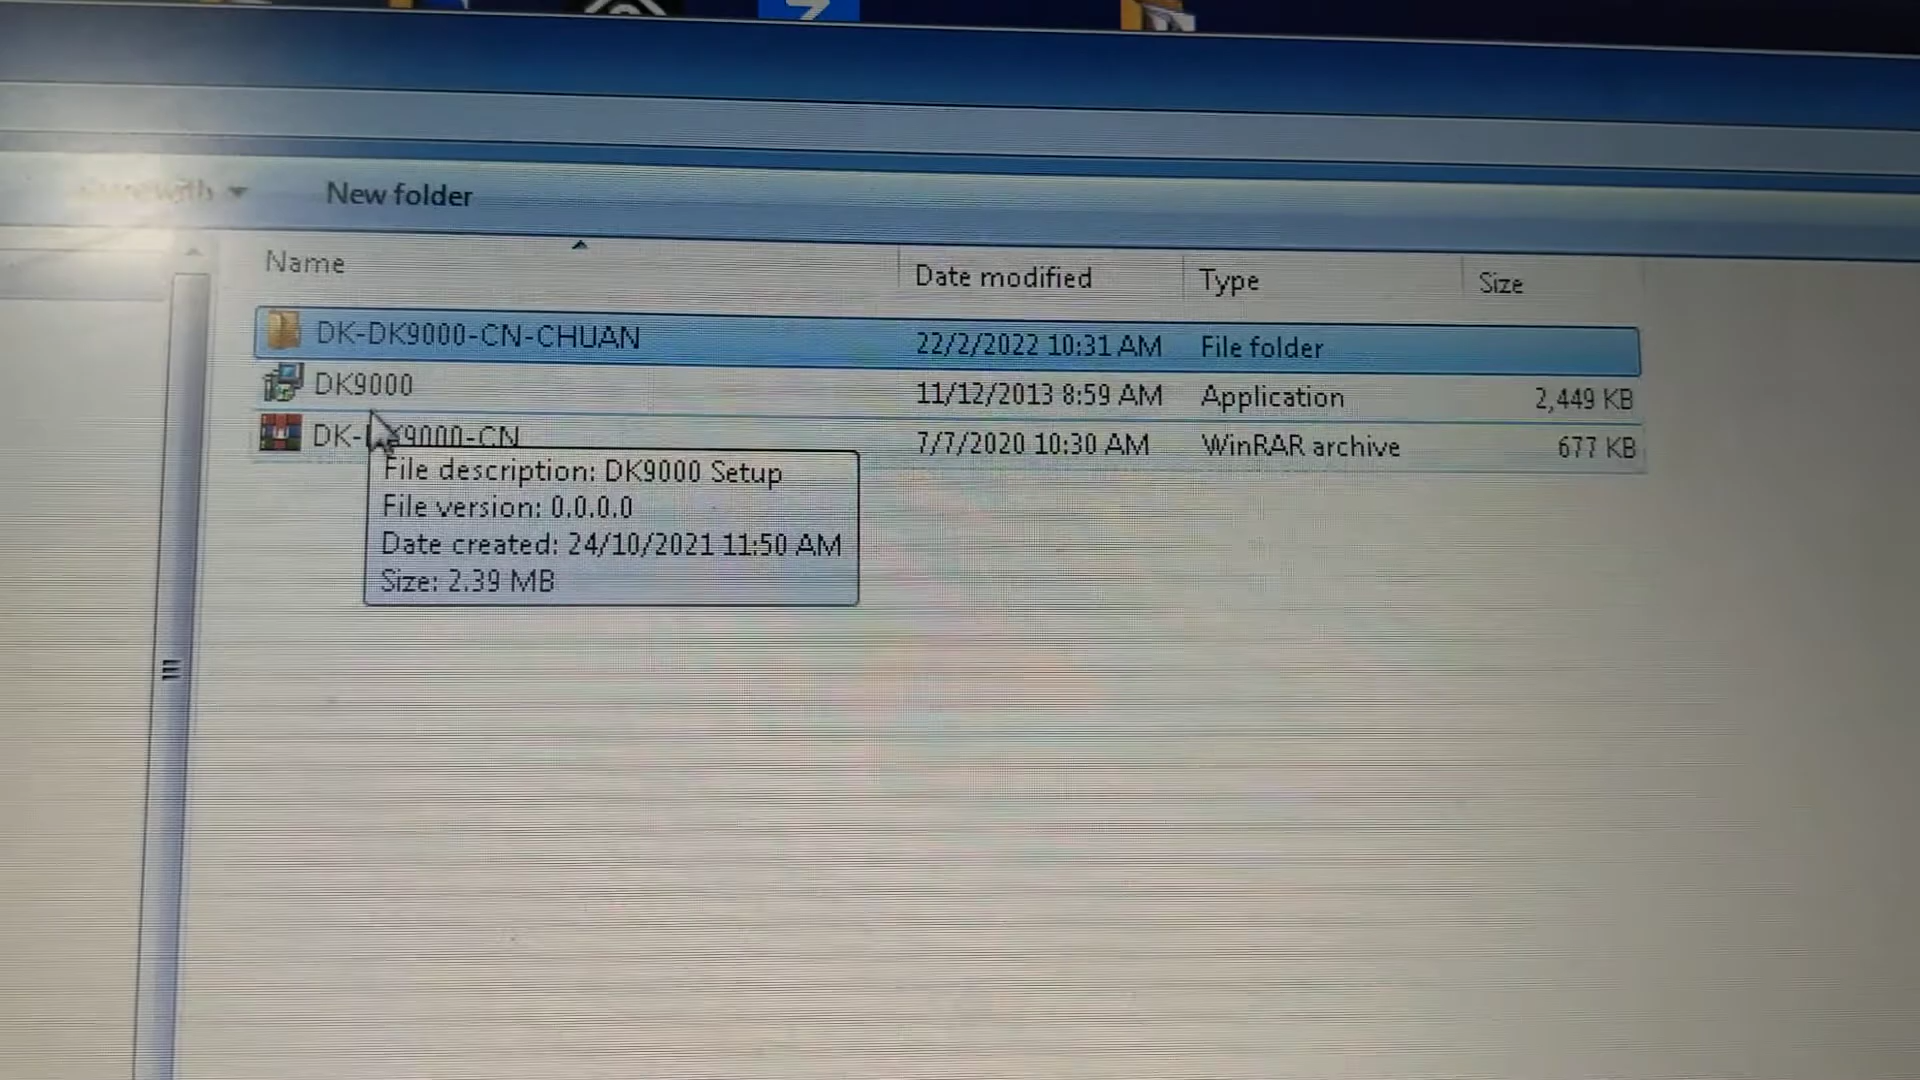 New folder
Name Date modified Type Size
DK-DK9000-CN-CHUAN 22/2/2022 10:31 AM File folder
DK9000 11/12/2013 8:59 AM Application 2,449 KB
DK-DK9000-CN 7/7/2020 10:30 AM WinRAR archive 677 KB
File description: DK9000 Setup
File version: 0.0.0.0
Date created: 24/10/2021 11:50 AM
Size: 2.39 MB